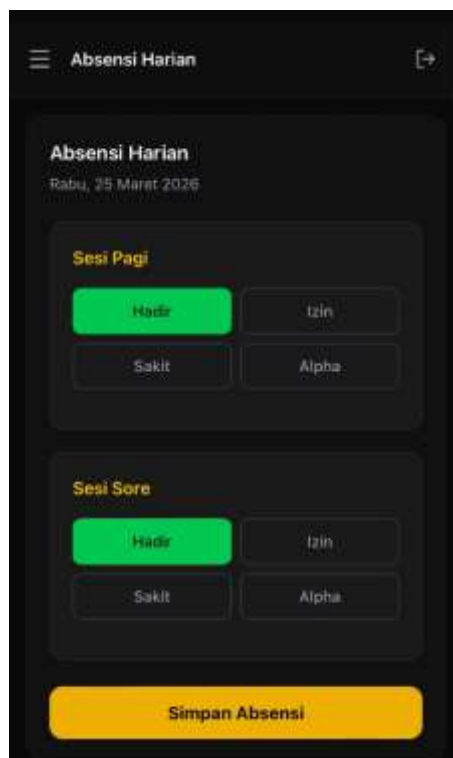 Absensi Harian
Absensi Harian
Rabu, 25 Maret 2026
Sesi Pagi
Hadir Izin
Sakit Alpha
Sesi Sore
Hadir Izin
Sakit Alpha
Simpan Absensi